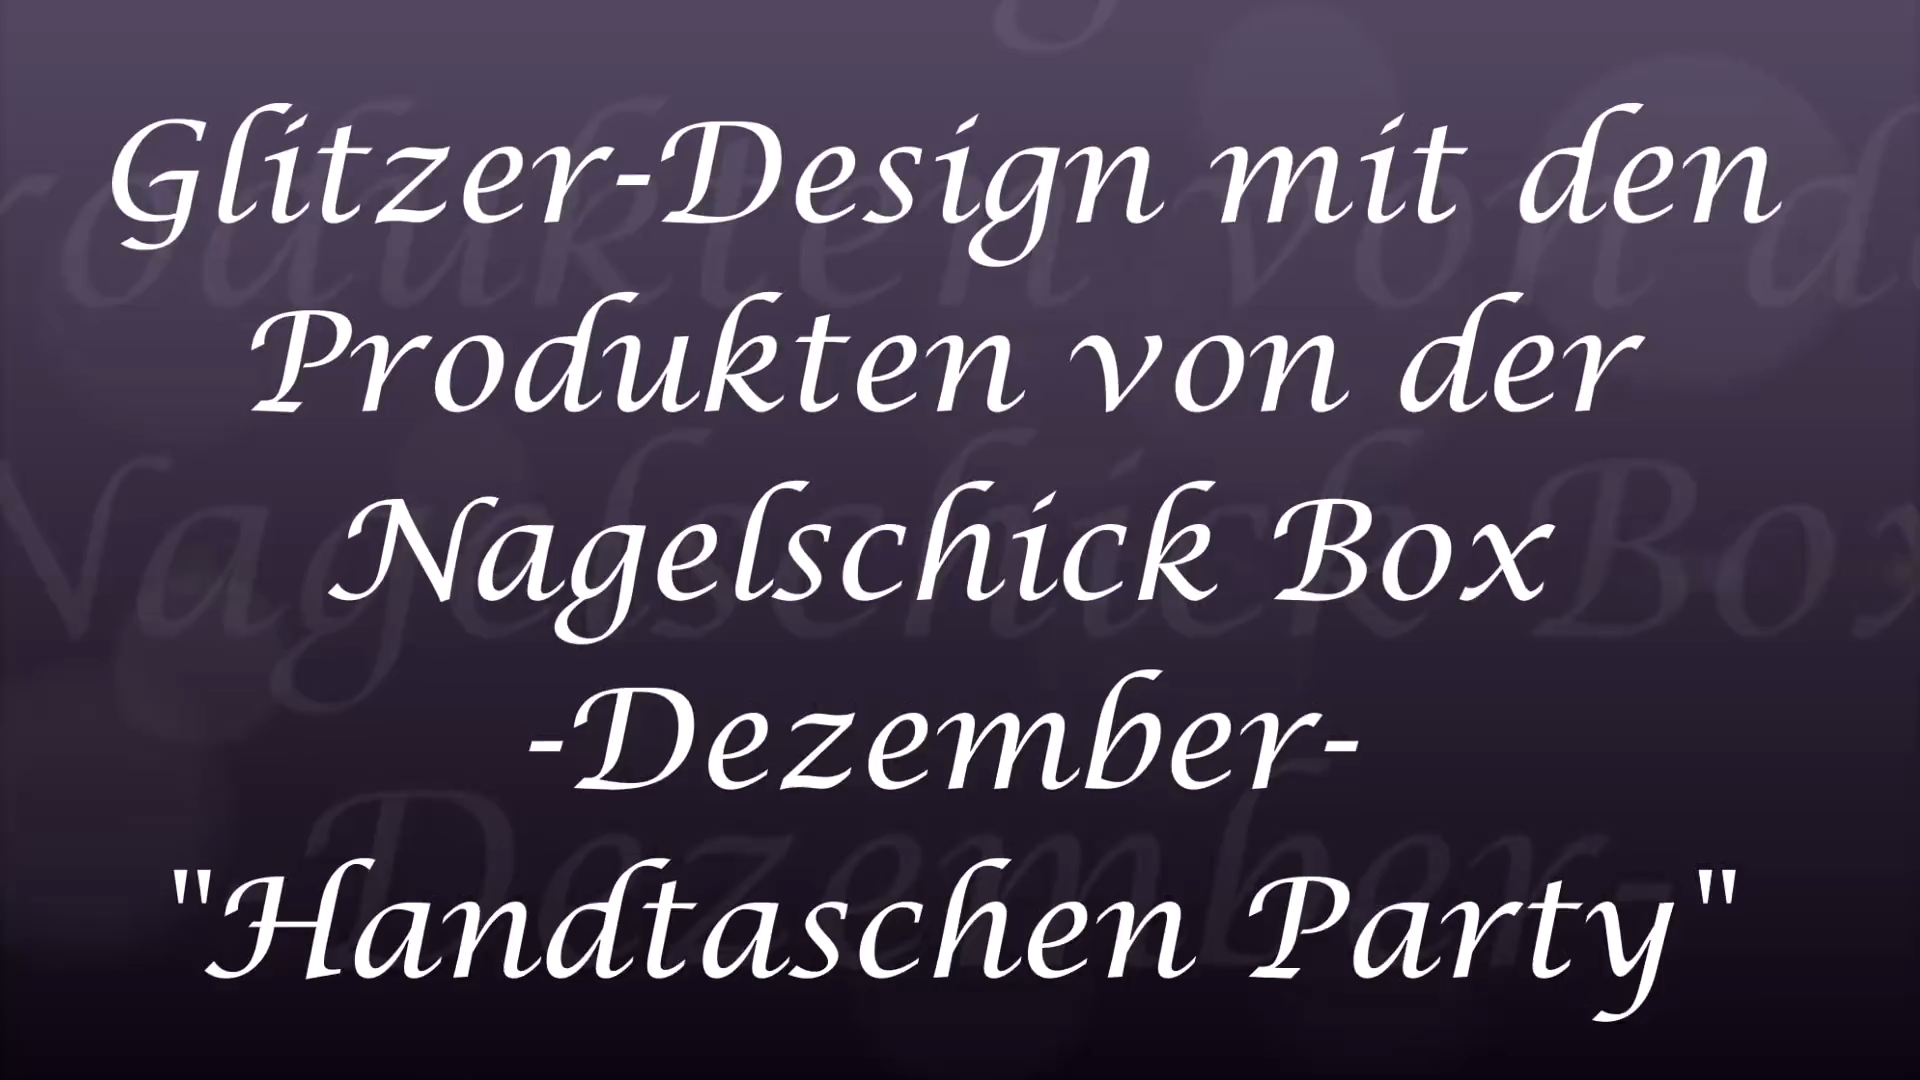 Glitzer-Design mit den
Produkten von der
Nagelschick Box
-Dezember-
"Handtaschen Party"